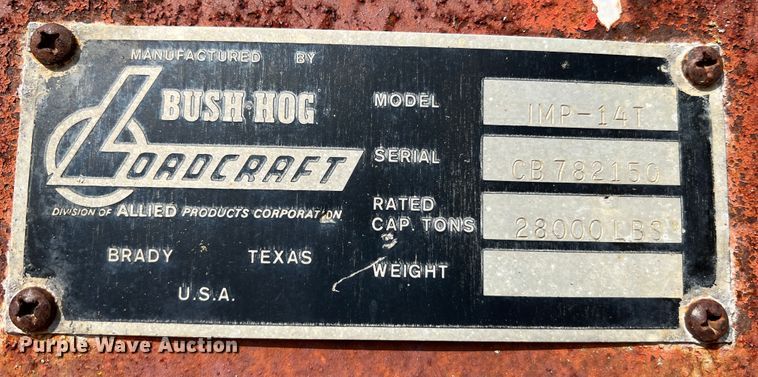 MANUFACTURED BY
BUSH·HOG
LOADCRAFT
DIVISION OF ALLIED PRODUCTS CORPORATION
BRADY TEXAS
U.S.A.
MODEL IMP-14T
SERIAL CB782150
RATED
CAP. TONS 28000 LBS
WEIGHT
Purple Wave Auction